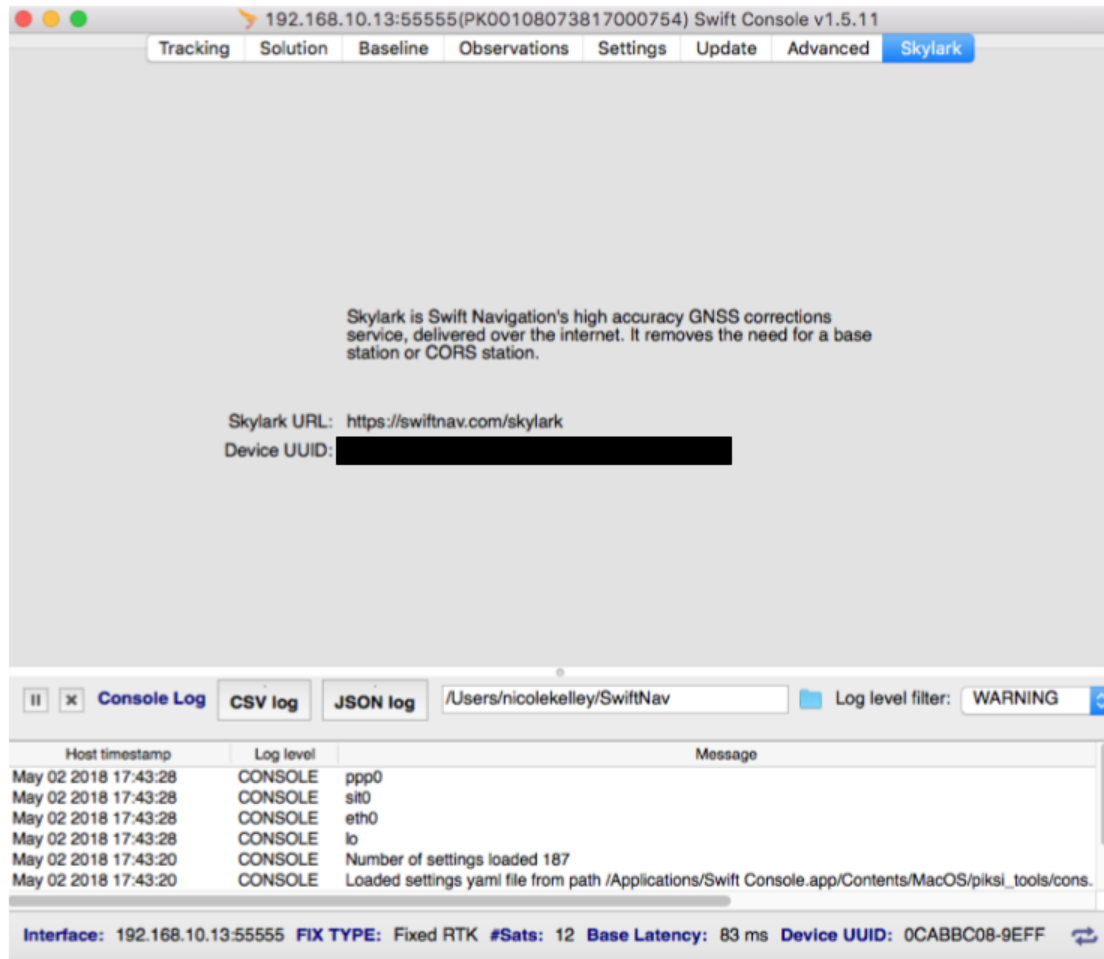 192.168.10.13:55555(PK00108073817000754) Swift Console v1.5.11
Tracking Solution Baseline Observations Settings Update Advanced Skylark
Skylark is Swift Navigation's high accuracy GNSS corrections
service, delivered over the internet. It removes the need for a base
station or CORS station.
Skylark URL: https://swiftnav.com/skylark
Device UUID:
Console Log CSV log JSON log /Users/nicolekelley/SwiftNav Log level filter: WARNING
Host timestamp Log level Message
May 02 2018 17:43:28 CONSOLE ppp0
May 02 2018 17:43:28 CONSOLE sit0
May 02 2018 17:43:28 CONSOLE eth0
May 02 2018 17:43:28 CONSOLE lo
May 02 2018 17:43:20 CONSOLE Number of settings loaded 187
May 02 2018 17:43:20 CONSOLE Loaded settings yaml file from path /Applications/Swift Console.app/Contents/MacOS/piksi_tools/cons.
Interface: 192.168.10.13:55555 FIX TYPE: Fixed RTK #Sats: 12 Base Latency: 83 ms Device UUID: 0CABBC08-9EFF